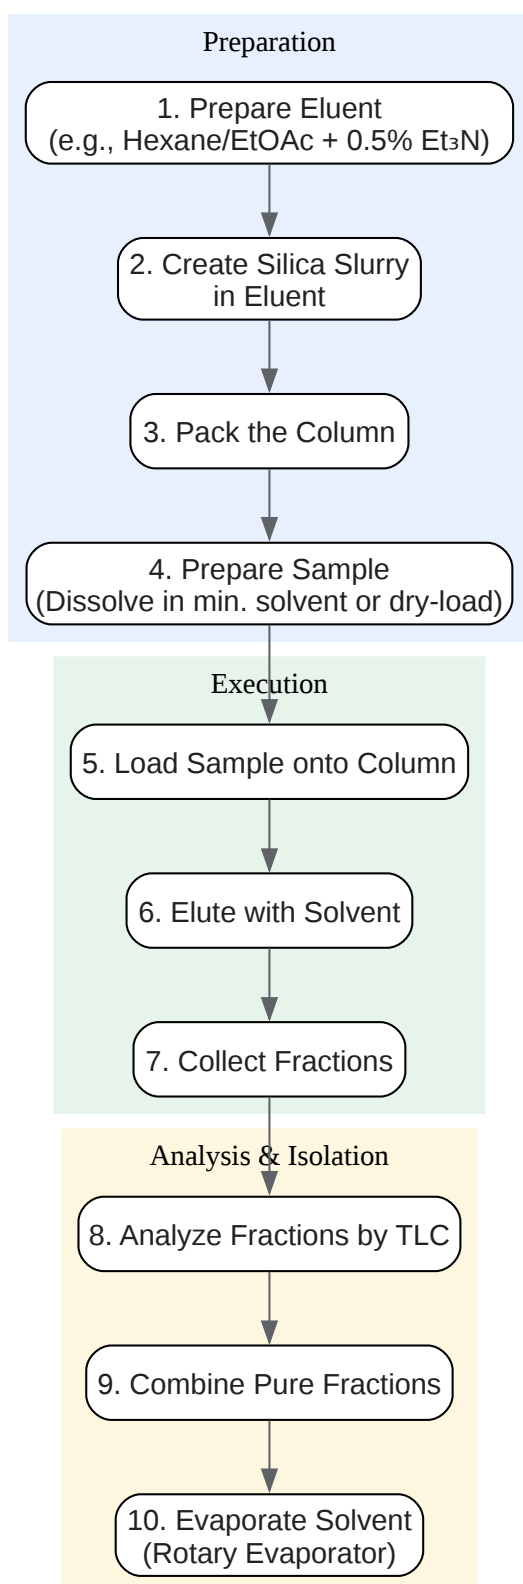 Preparation
1. Prepare Eluent
(e.g., Hexane/EtOAc + 0.5% Et₃N)
2. Create Silica Slurry
in Eluent
3. Pack the Column
4. Prepare Sample
(Dissolve in min. solvent or dry-load)
Execution
5. Load Sample onto Column
6. Elute with Solvent
7. Collect Fractions
Analysis & Isolation
8. Analyze Fractions by TLC
9. Combine Pure Fractions
10. Evaporate Solvent
(Rotary Evaporator)